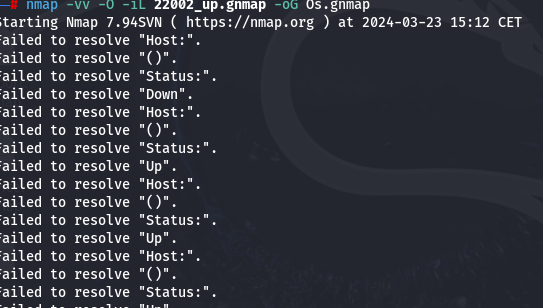 # nmap -vv -O -iL 22002_up.gnmap -oG Os.gnmap
Starting Nmap 7.94SVN ( https://nmap.org ) at 2024-03-23 15:12 CET
Failed to resolve "Host:".
Failed to resolve "()".
Failed to resolve "Status:".
Failed to resolve "Down".
Failed to resolve "Host:".
Failed to resolve "()".
Failed to resolve "Status:".
Failed to resolve "Up".
Failed to resolve "Host:".
Failed to resolve "()".
Failed to resolve "Status:".
Failed to resolve "Up".
Failed to resolve "Host:".
Failed to resolve "()".
Failed to resolve "Status:".
Failed to resolve "Up".